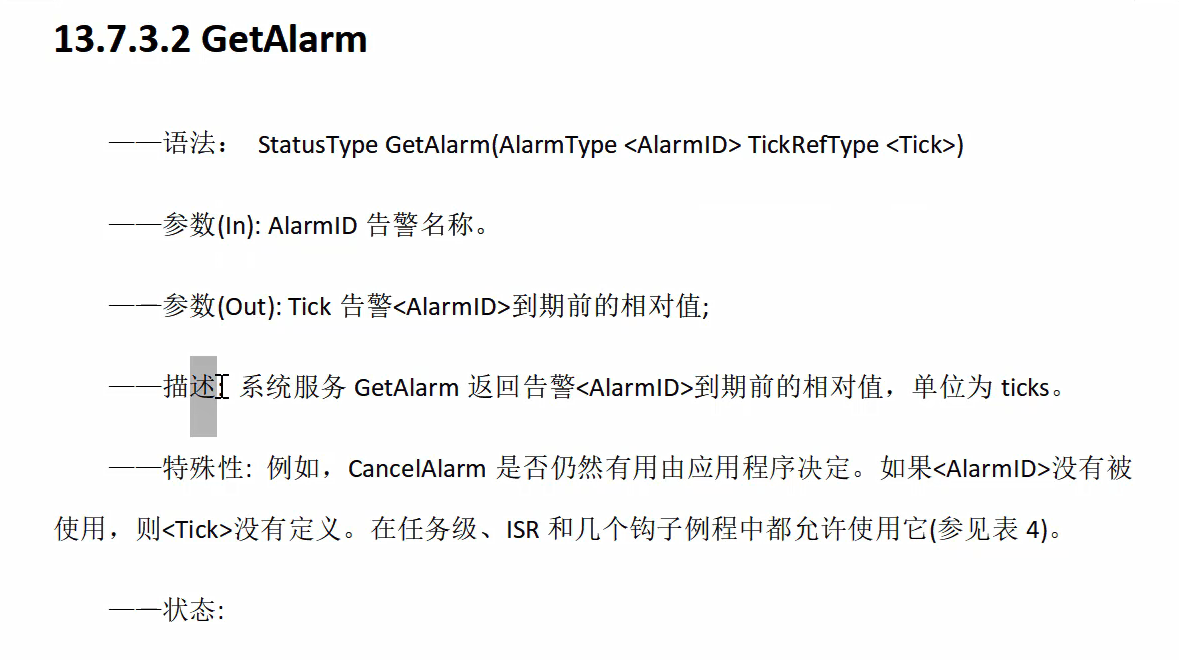 13.7.3.2 GetAlarm
——语法： StatusType GetAlarm(AlarmType <AlarmID> TickRefType <Tick>)
——参数(In): AlarmID 告警名称。
——参数(Out): Tick 告警<AlarmID>到期前的相对值;
——描述: 系统服务 GetAlarm 返回告警<AlarmID>到期前的相对值，单位为 ticks。
——特殊性: 例如，CancelAlarm 是否仍然有用由应用程序决定。如果<AlarmID>没有被
使用，则<Tick>没有定义。在任务级、ISR 和几个钩子例程中都允许使用它(参见表 4)。
——状态: